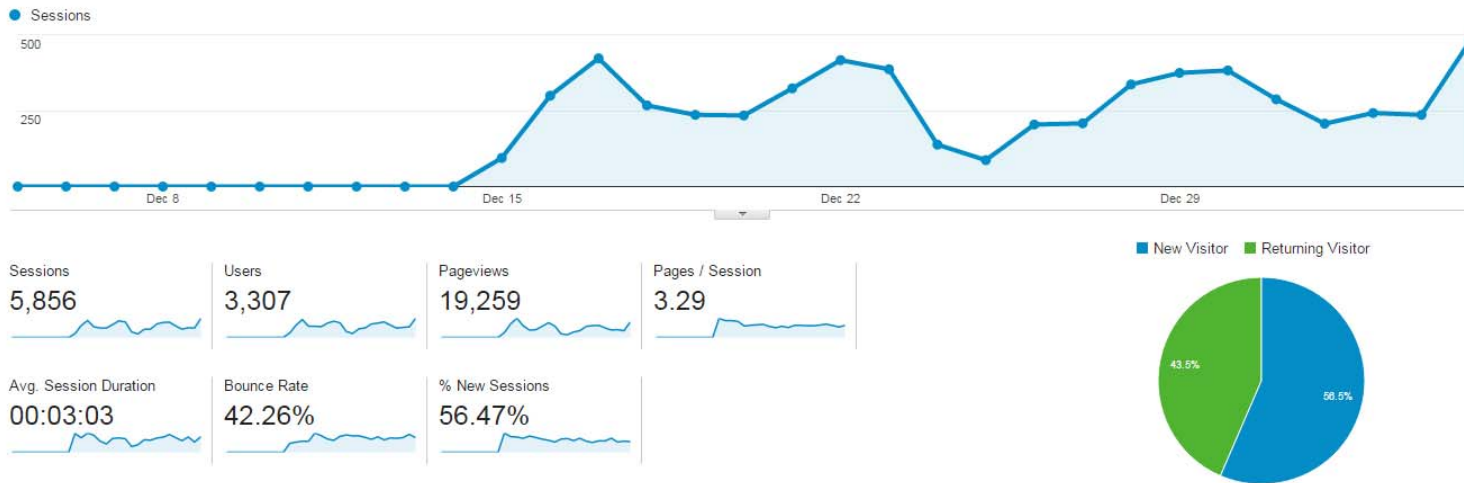 Sessions
500
250
Dec 8 Dec 15 Dec 22 Dec 29
New Visitor Returning Visitor
Sessions Users Pageviews Pages / Session
5,856 3,307 19,259 3.29
Avg. Session Duration Bounce Rate % New Sessions
00:03:03 42.26% 56.47%
43.5%
56.5%